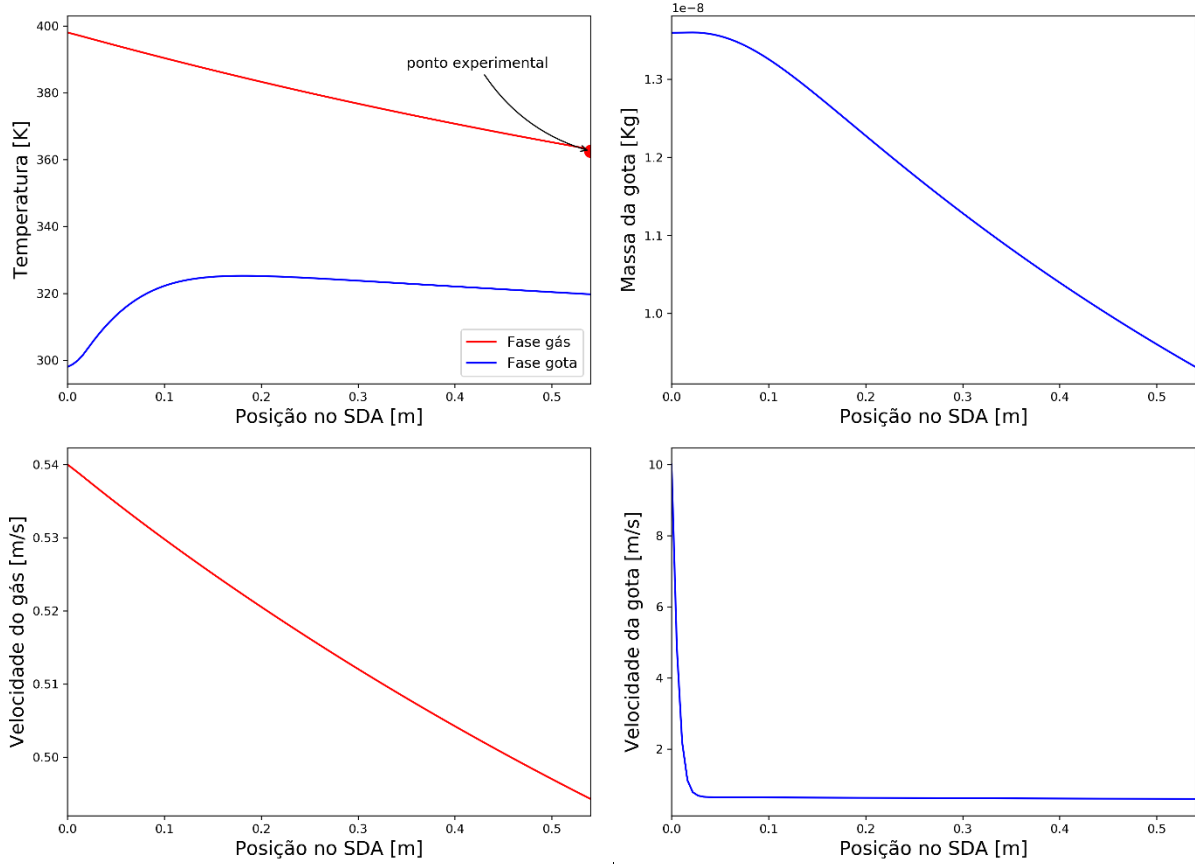 400
380
360
340
320
300
Temperatura [K]
ponto experimental
Fase gás
Fase gota
0.0 0.1 0.2 0.3 0.4 0.5
Posição no SDA [m]
1e−8
1.3
1.2
1.1
1.0
Massa da gota [Kg]
0.0 0.1 0.2 0.3 0.4 0.5
Posição no SDA [m]
0.54
0.53
0.52
0.51
0.50
Velocidade do gás [m/s]
0.0 0.1 0.2 0.3 0.4 0.5
Posição no SDA [m]
10
8
6
4
2
Velocidade da gota [m/s]
0.0 0.1 0.2 0.3 0.4 0.5
Posição no SDA [m]